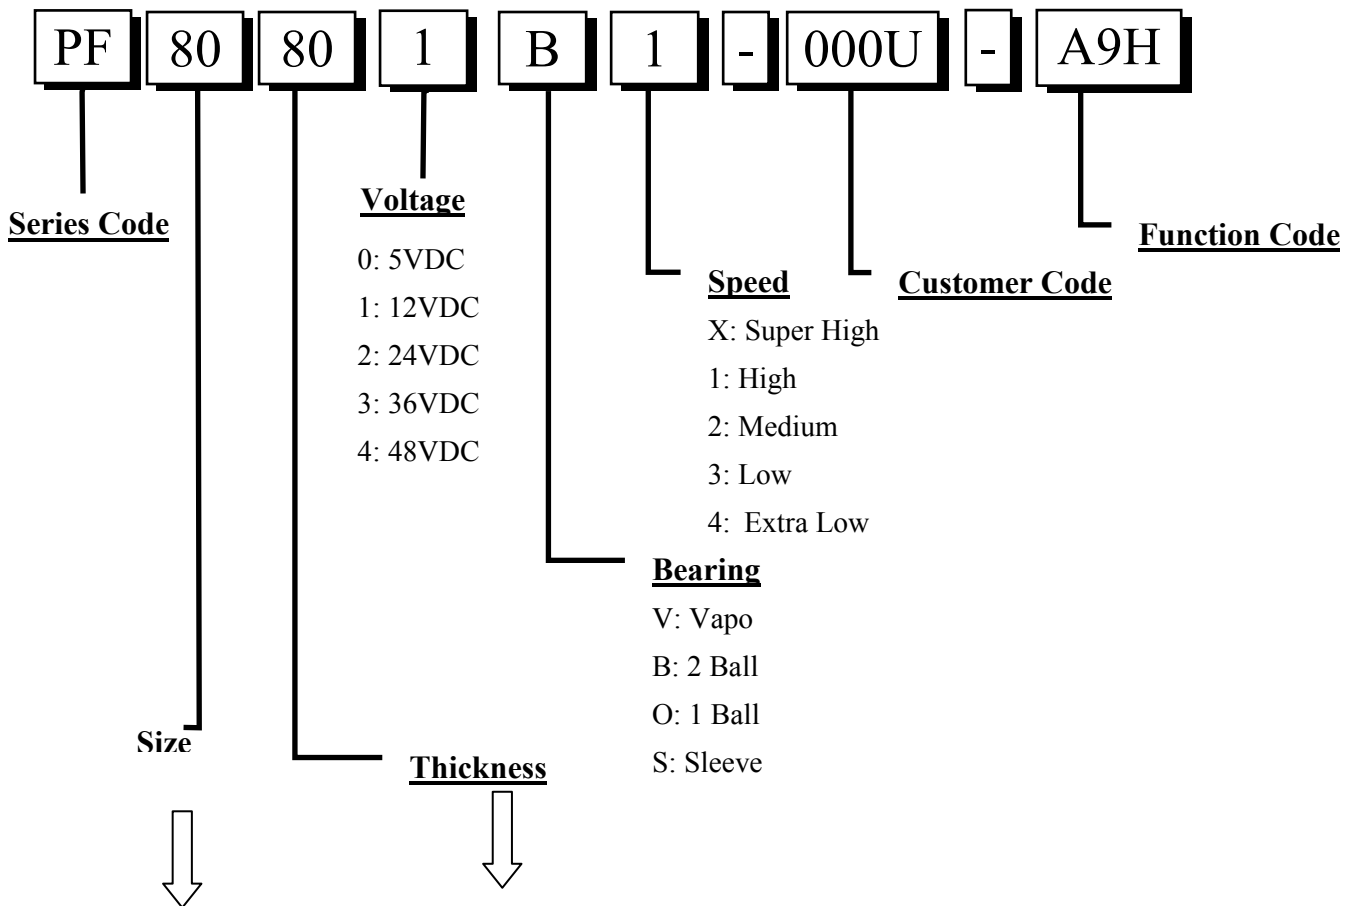 PF 80 80 1 B 1 - 000U - A9H
Series Code
Voltage
0: 5VDC
1: 12VDC
2: 24VDC
3: 36VDC
4: 48VDC
Function Code
Customer Code
Speed
X: Super High
1: High
2: Medium
3: Low
4: Extra Low
Bearing
V: Vapo
B: 2 Ball
O: 1 Ball
S: Sleeve
Size
Thickness